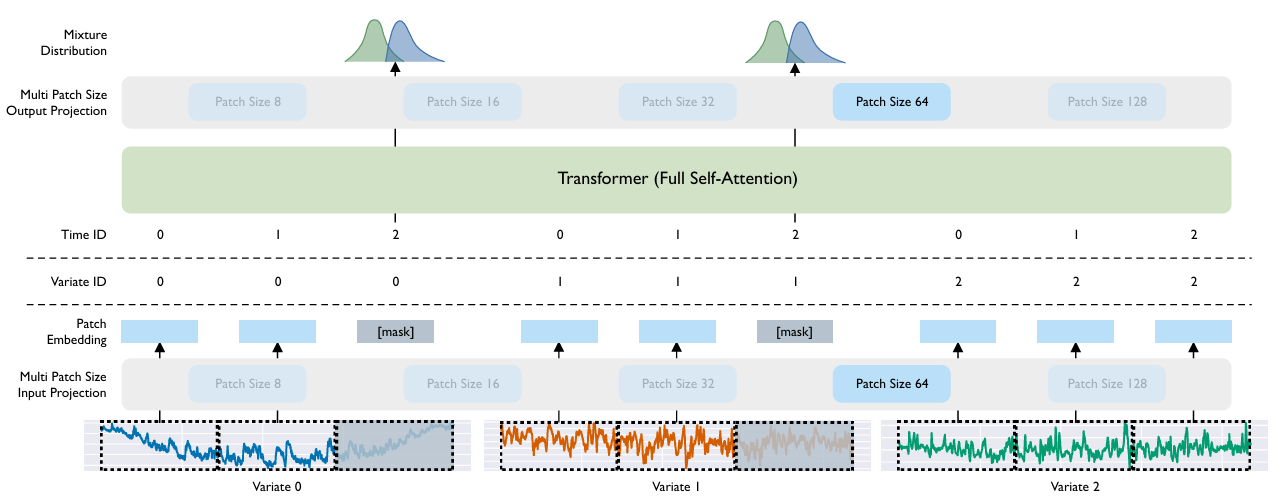 Mixture
Distribution
Multi Patch Size
Output Projection
Patch Size 8
Patch Size 16
Patch Size 32
Patch Size 64
Patch Size 128
Transformer (Full Self-Attention)
Time ID
0 1 2 0 1 2 0 1 2
Variate ID
0 0 0 1 1 1 2 2 2
Patch
Embedding
[mask]
[mask]
Multi Patch Size
Input Projection
Patch Size 8
Patch Size 16
Patch Size 32
Patch Size 64
Patch Size 128
Variate 0
Variate 1
Variate 2